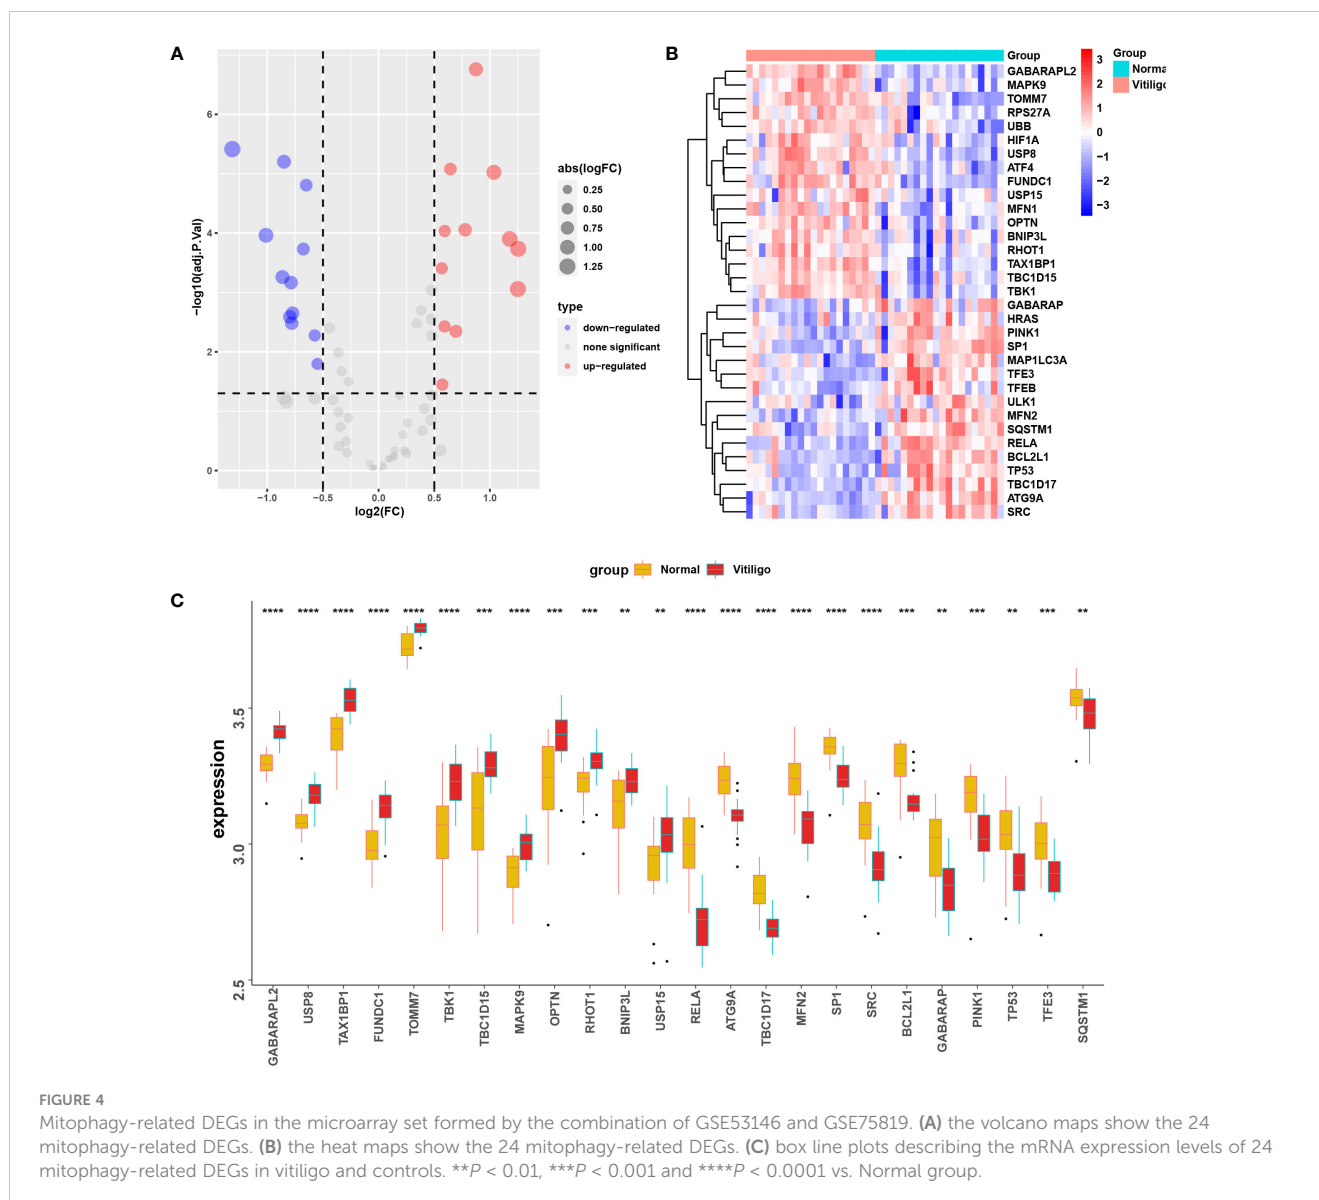 A
−log10(adj.P.Val)
6
4
2
0
−1.0
−0.5
0.0
0.5
1.0
log2(FC)
abs(logFC)
0.25
0.50
0.75
1.00
1.25
type
down−regulated
none significant
up−regulated
B
Group
GABARAPL2
MAPK9
TOMM7
RPS27A
UBB
HIF1A
USP8
ATF4
FUNDC1
USP15
MFN1
OPTN
BNIP3L
RHOT1
TAX1BP1
TBC1D15
TBK1
GABARAP
HRAS
PINK1
SP1
MAP1LC3A
TFE3
TFEB
ULK1
MFN2
SQSTM1
RELA
BCL2L1
TP53
TBC1D17
ATG9A
SRC
3
2
1
0
−1
−2
−3
Group
Norma
Vitiligo
C
group Normal Vitiligo
**** **** **** **** **** **** *** **** *** *** ** ** **** **** **** **** **** **** *** ** *** ** *** **
expression
3.5
3.0
2.5
GABARAPL2
USP8
TAX1BP1
FUNDC1
TOMM7
TBK1
TBC1D15
MAPK9
OPTN
RHOT1
BNIP3L
USP15
RELA
ATG9A
TBC1D17
MFN2
SP1
SRC
BCL2L1
GABARAP
PINK1
TP53
TFE3
SQSTM1
FIGURE 4
Mitophagy-related DEGs in the microarray set formed by the combination of GSE53146 and GSE75819. (A) the volcano maps show the 24
mitophagy-related DEGs. (B) the heat maps show the 24 mitophagy-related DEGs. (C) box line plots describing the mRNA expression levels of 24
mitophagy-related DEGs in vitiligo and controls. **P < 0.01, ***P < 0.001 and ****P < 0.0001 vs. Normal group.